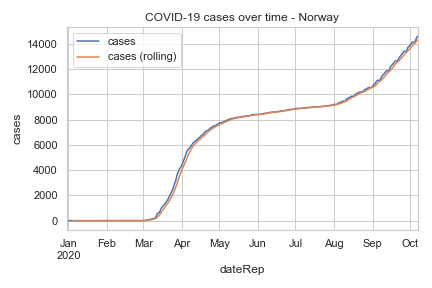 COVID-19 cases over time - Norway
cases
cases (rolling)
14000
12000
10000
8000
6000
4000
2000
0
cases
Jan Feb Mar Apr May Jun Jul Aug Sep Oct
2020
dateRep